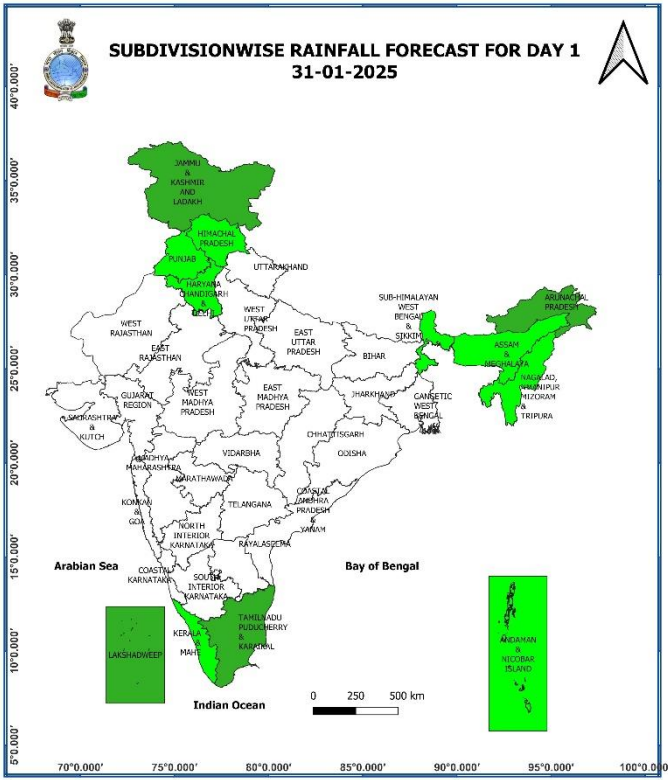 SUBDIVISIONWISE RAINFALL FORECAST FOR DAY 1
31-01-2025
40°0.000'
35°0.000'
30°0.000'
25°0.000'
20°0.000'
15°0.000'
10°0.000'
5°0.000'
JAMMU
&
KASHMIR
AND
LADAKH
HIMACHAL
PRADESH
PUNJAB
UTTARAKHAND
HARYANA
CHANDIGARH
&
DELHI
WEST
UTTAR
PRADESH
EAST
UTTAR
PRADESH
WEST
RAJASTHAN
EAST
RAJASTHAN
SUB-HIMALAYAN
WEST
BENGAL
&
SIKKIM
ARUNACHAL
PRADESH
ASSAM
&
MEGHALAYA
NAGALAD,
MANIPUR
MIZORAM
&
TRIPURA
BIHAR
JHARKHAND
GANGETIC
WEST
BENGAL
GUJARAT
REGION
SAURASHTRA
&
KUTCH
WEST
MADHYA
PRADESH
EAST
MADHYA
PRADESH
CHHATTISGARH
ODISHA
VIDARBHA
MADHYA
MAHARASHTRA
MARATHAWADA
KONKAN
&
GOA
TELANGANA
COASTAL
ANDHRA
PRADESH
&
YANAM
NORTH
INTERIOR
KARNATAKA
RAYALASEEMA
COASTAL
KARNATAKA
SOUTH
INTERIOR
KARNATAKA
Arabian Sea
Bay of Bengal
LAKSHADWEEP
KERALA
&
MAHE
TAMILNADU
PUDUCHERRY
&
KARAIKAL
ANDAMAN
&
NICOBAR
ISLAND
Indian Ocean
0 250 500 km
70°0.000' 75°0.000' 80°0.000' 85°0.000' 90°0.000' 95°0.000' 100°0.000'